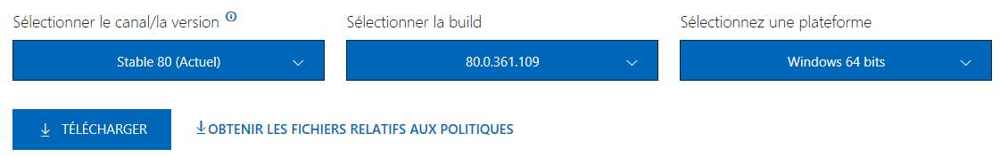 Sélectionner le canal/la version
Sélectionner la build
Sélectionnez une plateforme
Stable 80 (Actuel)
80.0.361.109
Windows 64 bits
TÉLÉCHARGER
OBTENIR LES FICHIERS RELATIFS AUX POLITIQUES